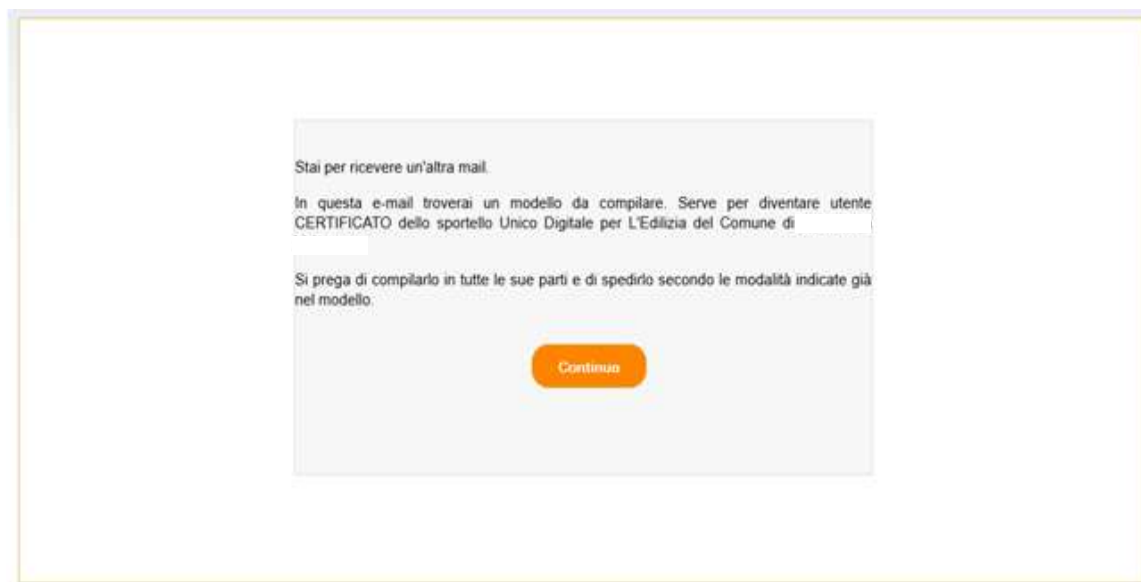 Stai per ricevere un'altra mail.
In questa e-mail troverai un modello da compilare. Serve per diventare utente
CERTIFICATO dello sportello Unico Digitale per L'Edilizia del Comune di
Si prega di compilarlo in tutte le sue parti e di spedirlo secondo le modalità indicate già
nel modello.
Continua